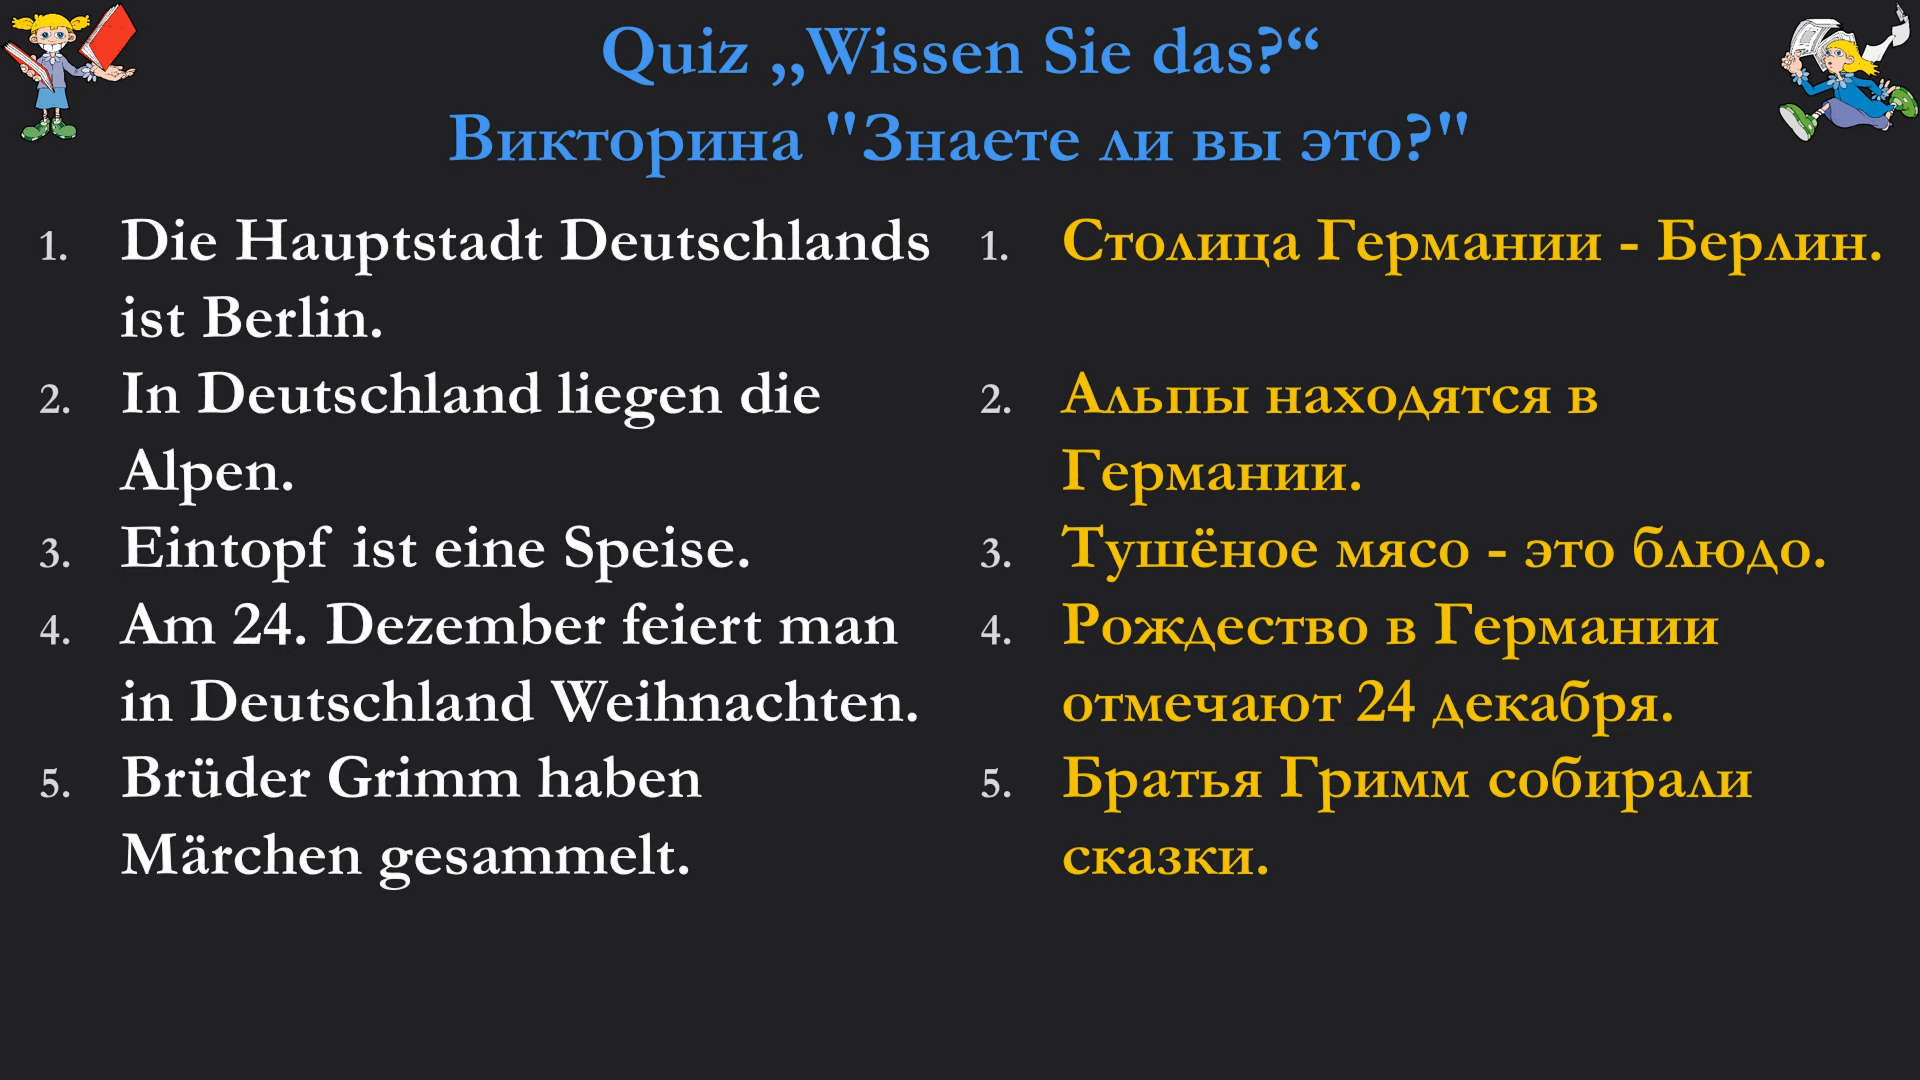 Quiz „Wissen Sie das?“
Викторина "Знаете ли вы это?"
1. Die Hauptstadt Deutschlands
ist Berlin.
2. In Deutschland liegen die
Alpen.
3. Eintopf ist eine Speise.
4. Am 24. Dezember feiert man
in Deutschland Weihnachten.
5. Brüder Grimm haben
Märchen gesammelt.
1. Столица Германии - Берлин.
2. Альпы находятся в
Германии.
3. Тушёное мясо - это блюдо.
4. Рождество в Германии
отмечают 24 декабря.
5. Братья Гримм собирали
сказки.